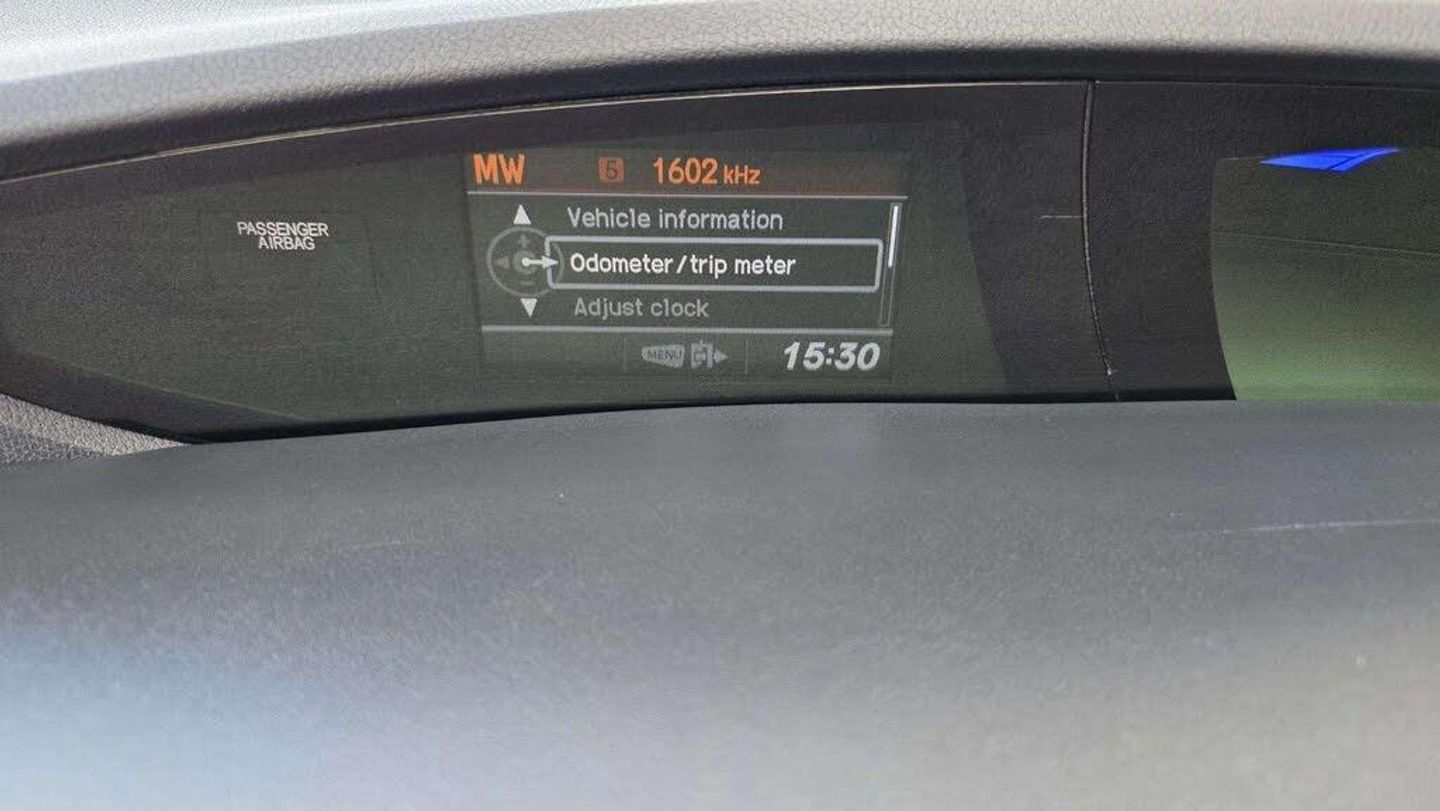 PASSENGER
AIRBAG
MW 5 1602 kHz
Vehicle information
Odometer/trip meter
Adjust clock
MENU
15:30